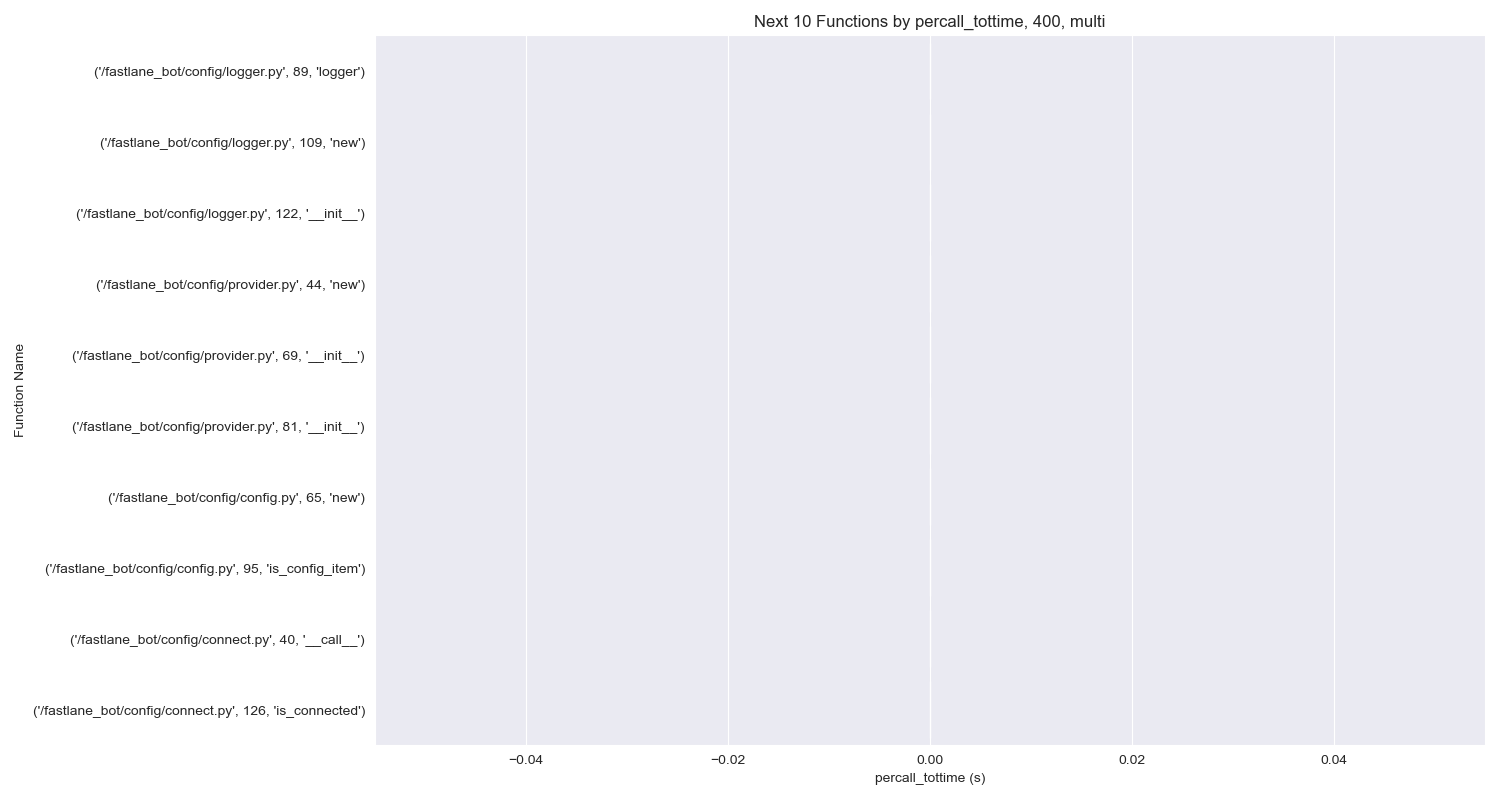 Next 10 Functions by percall_tottime, 400, multi
('/fastlane_bot/config/logger.py', 89, 'logger')
('/fastlane_bot/config/logger.py', 109, 'new')
('/fastlane_bot/config/logger.py', 122, '__init__')
('/fastlane_bot/config/provider.py', 44, 'new')
('/fastlane_bot/config/provider.py', 69, '__init__')
('/fastlane_bot/config/provider.py', 81, '__init__')
('/fastlane_bot/config/config.py', 65, 'new')
('/fastlane_bot/config/config.py', 95, 'is_config_item')
('/fastlane_bot/config/connect.py', 40, '__call__')
('/fastlane_bot/config/connect.py', 126, 'is_connected')
Function Name
−0.04 −0.02 0.00 0.02 0.04
percall_tottime (s)